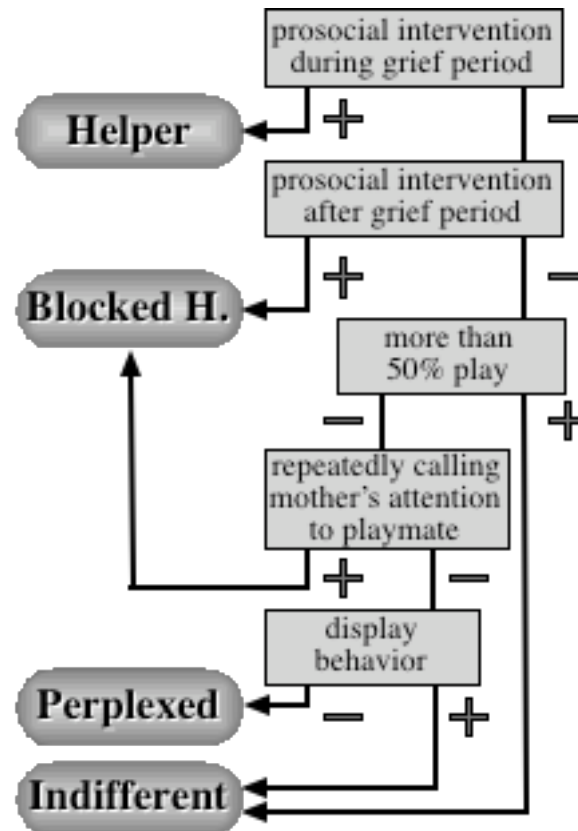 prosocial intervention
during grief period
+
−
Helper
prosocial intervention
after grief period
+
−
Blocked H.
more than
50% play
−
+
repeatedly calling
mother's attention
to playmate
+
−
display
behavior
Perplexed
−
+
Indifferent